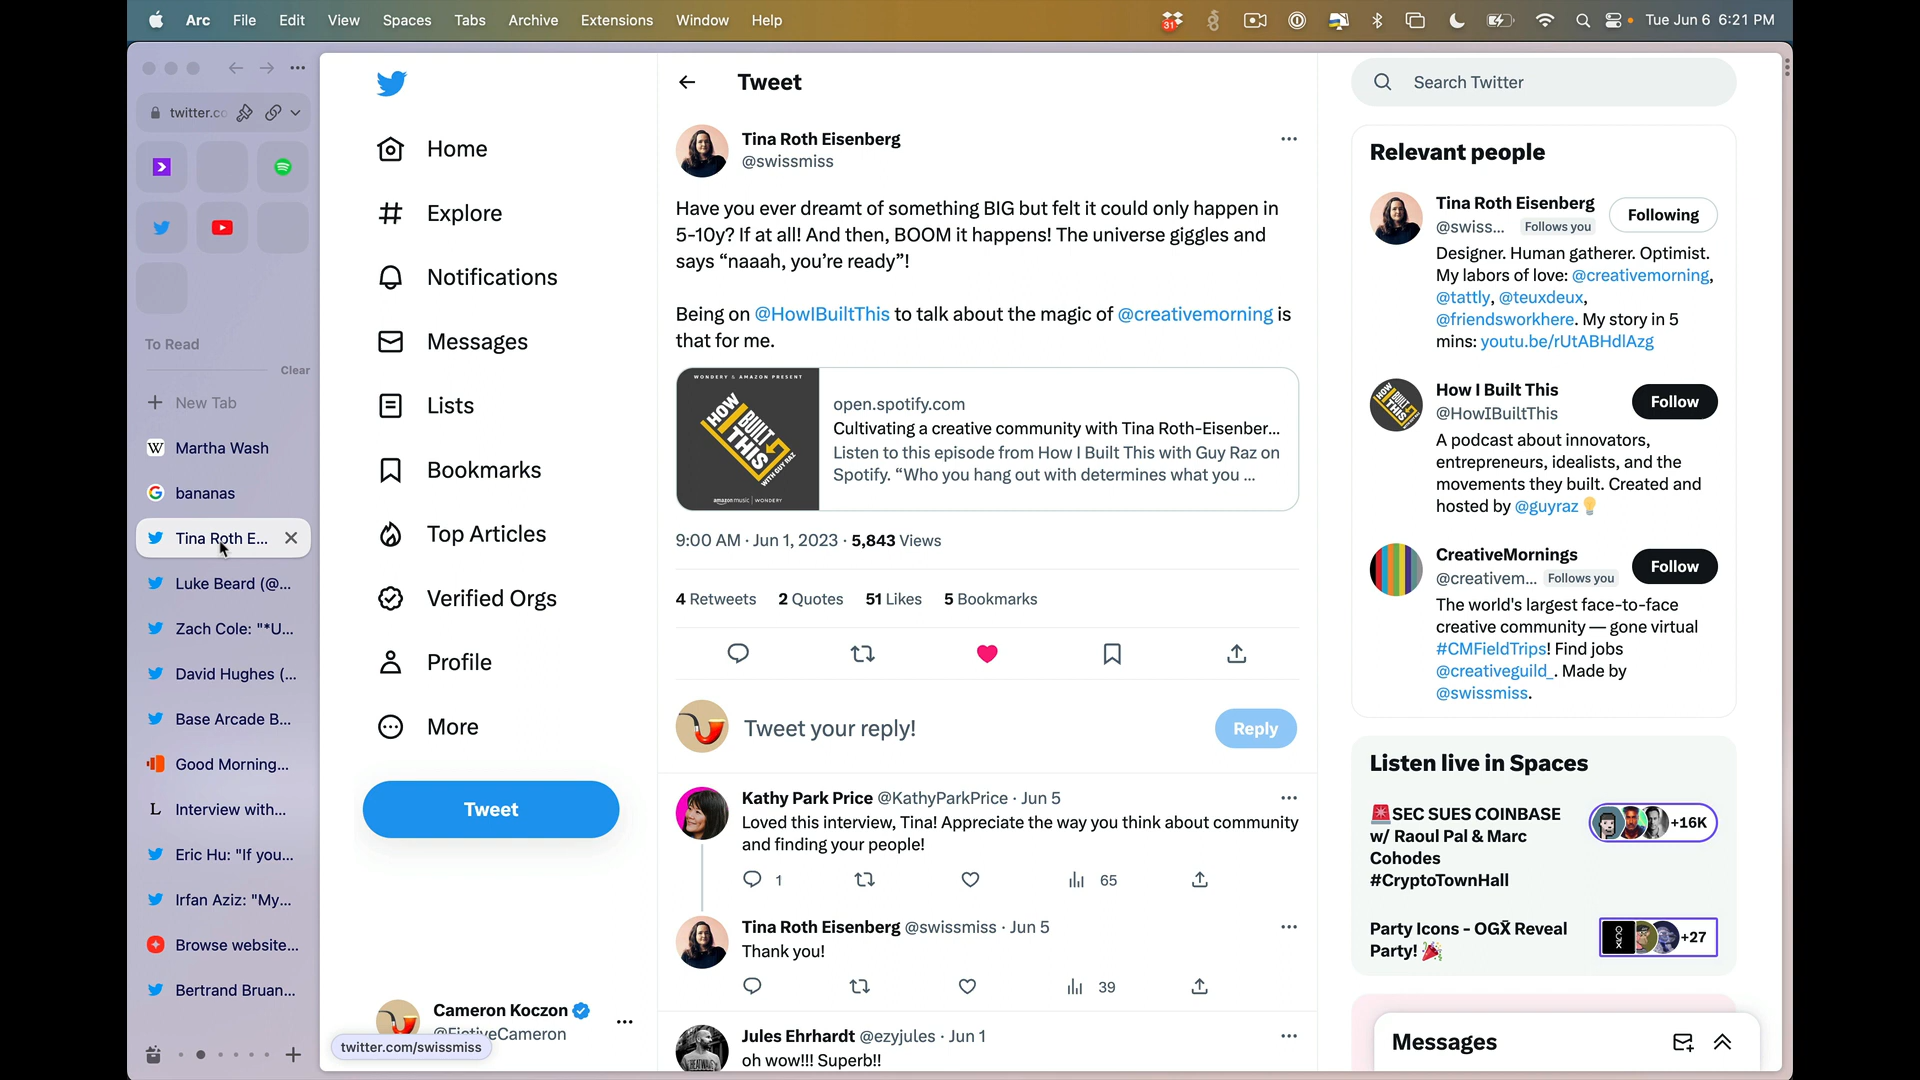 Arc File Edit View Spaces Tabs Archive Extensions Window Help
31
Tue Jun 6 6:21 PM
twitter.co
To Read
Clear
New Tab
Martha Wash
bananas
Tina Roth E...
Luke Beard (@...
Zach Cole: "*U...
David Hughes (...
Base Arcade B...
Good Morning...
Interview with...
Eric Hu: "If you...
Irfan Aziz: "My...
Browse website...
Bertrand Bruan...
Home
Explore
Notifications
Messages
Lists
Bookmarks
Top Articles
Verified Orgs
Profile
More
Tweet
Cameron Koczon
@FictiveCameron
twitter.com/swissmiss
Tweet
Tina Roth Eisenberg
@swissmiss
Have you ever dreamt of something BIG but felt it could only happen in
5-10y? If at all! And then, BOOM it happens! The universe giggles and
says “naaah, you’re ready”!
Being on @HowIBuiltThis to talk about the magic of @creativemorning is
that for me.
WONDERY & AMAZON PRESENT
HOW
I BUILT
THIS
WITH GUY RAZ
amazon music | WONDERY
open.spotify.com
Cultivating a creative community with Tina Roth-Eisenber...
Listen to this episode from How I Built This with Guy Raz on
Spotify. “Who you hang out with determines what you ...
9:00 AM · Jun 1, 2023 · 5,843 Views
4 Retweets 2 Quotes 51 Likes 5 Bookmarks
Tweet your reply!
Reply
Kathy Park Price @KathyParkPrice · Jun 5
Loved this interview, Tina! Appreciate the way you think about community
and finding your people!
1 65
Tina Roth Eisenberg @swissmiss · Jun 5
Thank you!
39
Jules Ehrhardt @ezyjules · Jun 1
oh wow!!! Superb!!
Search Twitter
Relevant people
Tina Roth Eisenberg
@swiss... Follows you
Following
Designer. Human gatherer. Optimist.
My labors of love: @creativemorning,
@tattly, @teuxdeux,
@friendsworkhere. My story in 5
mins: youtu.be/rUtABHdlAzg
How I Built This
@HowIBuiltThis
Follow
A podcast about innovators,
entrepreneurs, idealists, and the
movements they built. Created and
hosted by @guyraz💡
CreativeMornings
@creativem... Follows you
Follow
The world's largest face-to-face
creative community — gone virtual
#CMFieldTrips! Find jobs
@creativeguild_. Made by
@swissmiss.
Listen live in Spaces
🚨SEC SUES COINBASE
w/ Raoul Pal & Marc
Cohodes
#CryptoTownHall
+16K
Party Icons - OGX̄ Reveal
Party! 🎉
+27
Messages